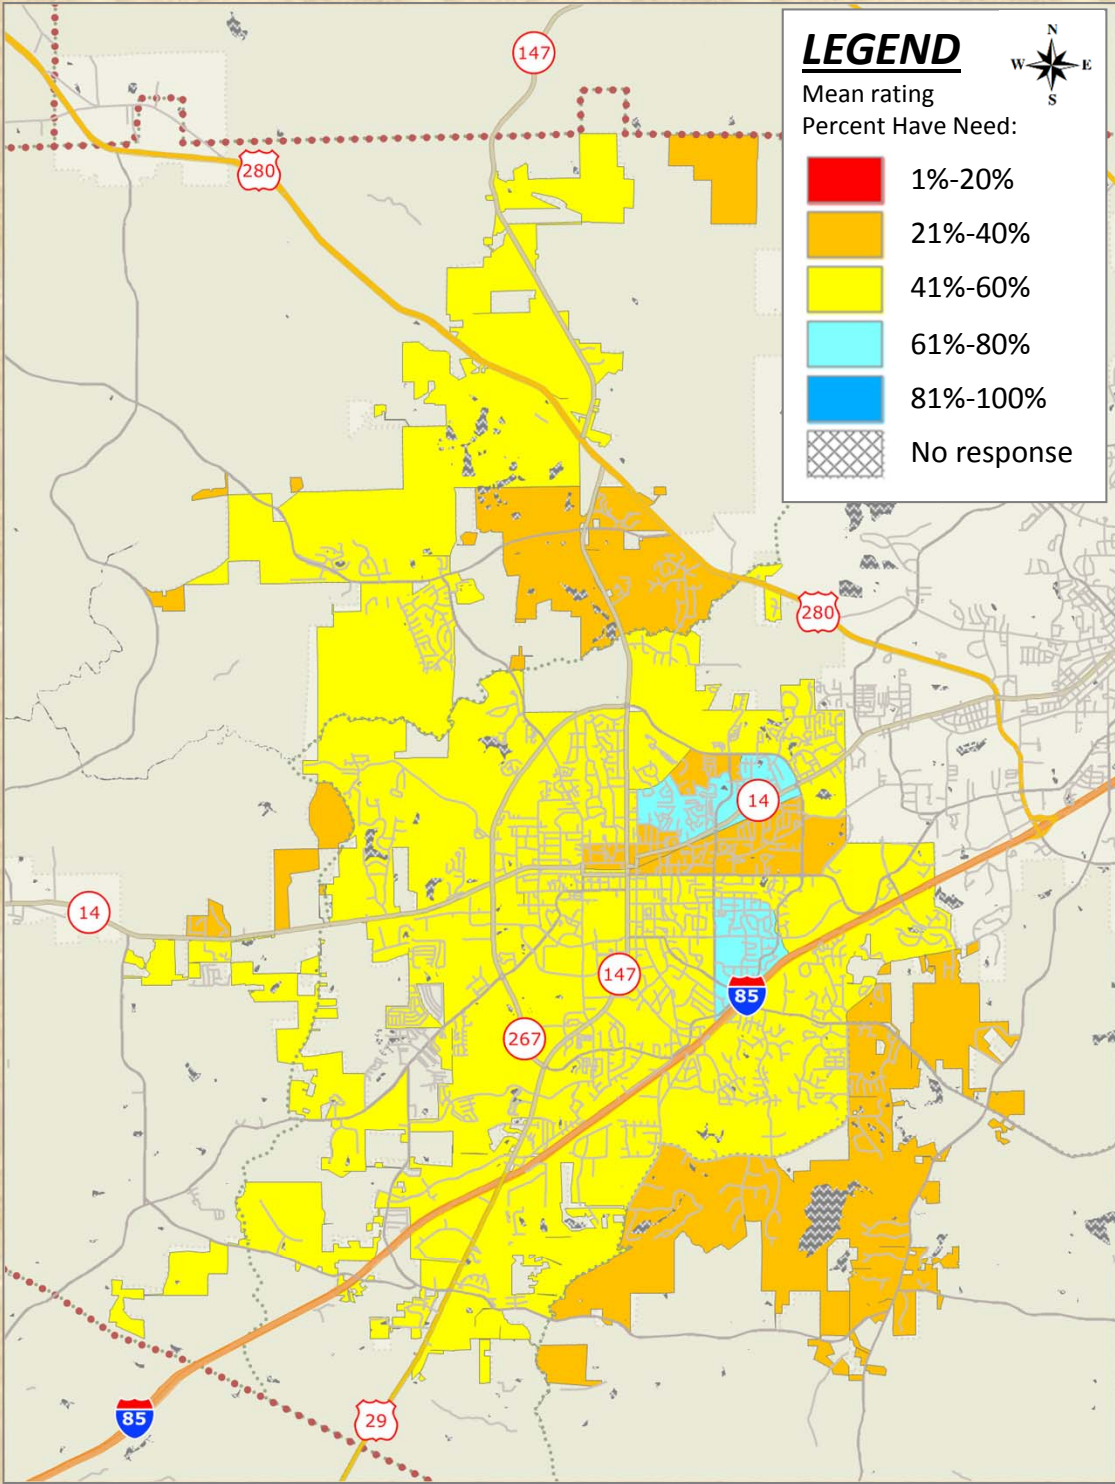 147
LEGEND
N
W E
S
Mean rating
Percent Have Need:
1%-20%
21%-40%
41%-60%
61%-80%
81%-100%
No response
280
280
14
14
147
85
267
85
29